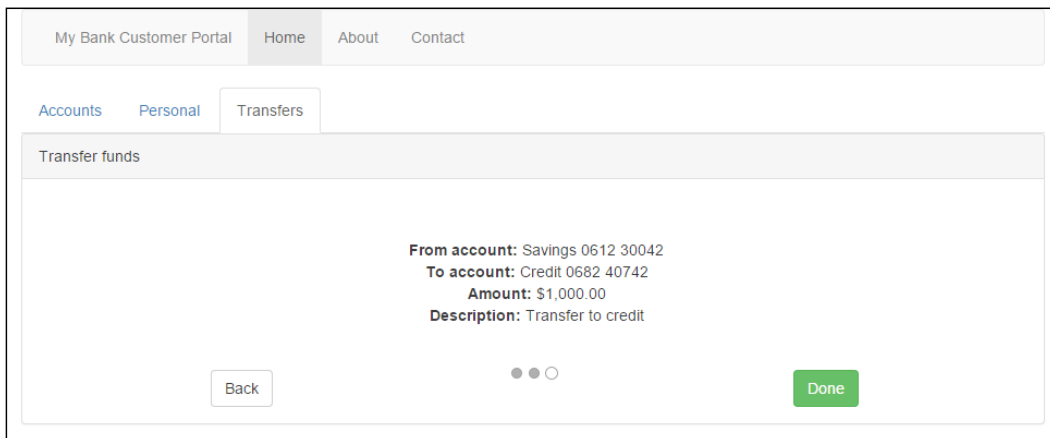 My Bank Customer Portal Home About Contact
Accounts Personal Transfers
Transfer funds
From account: Savings 0612 30042
To account: Credit 0682 40742
Amount: $1,000.00
Description: Transfer to credit
Back Done